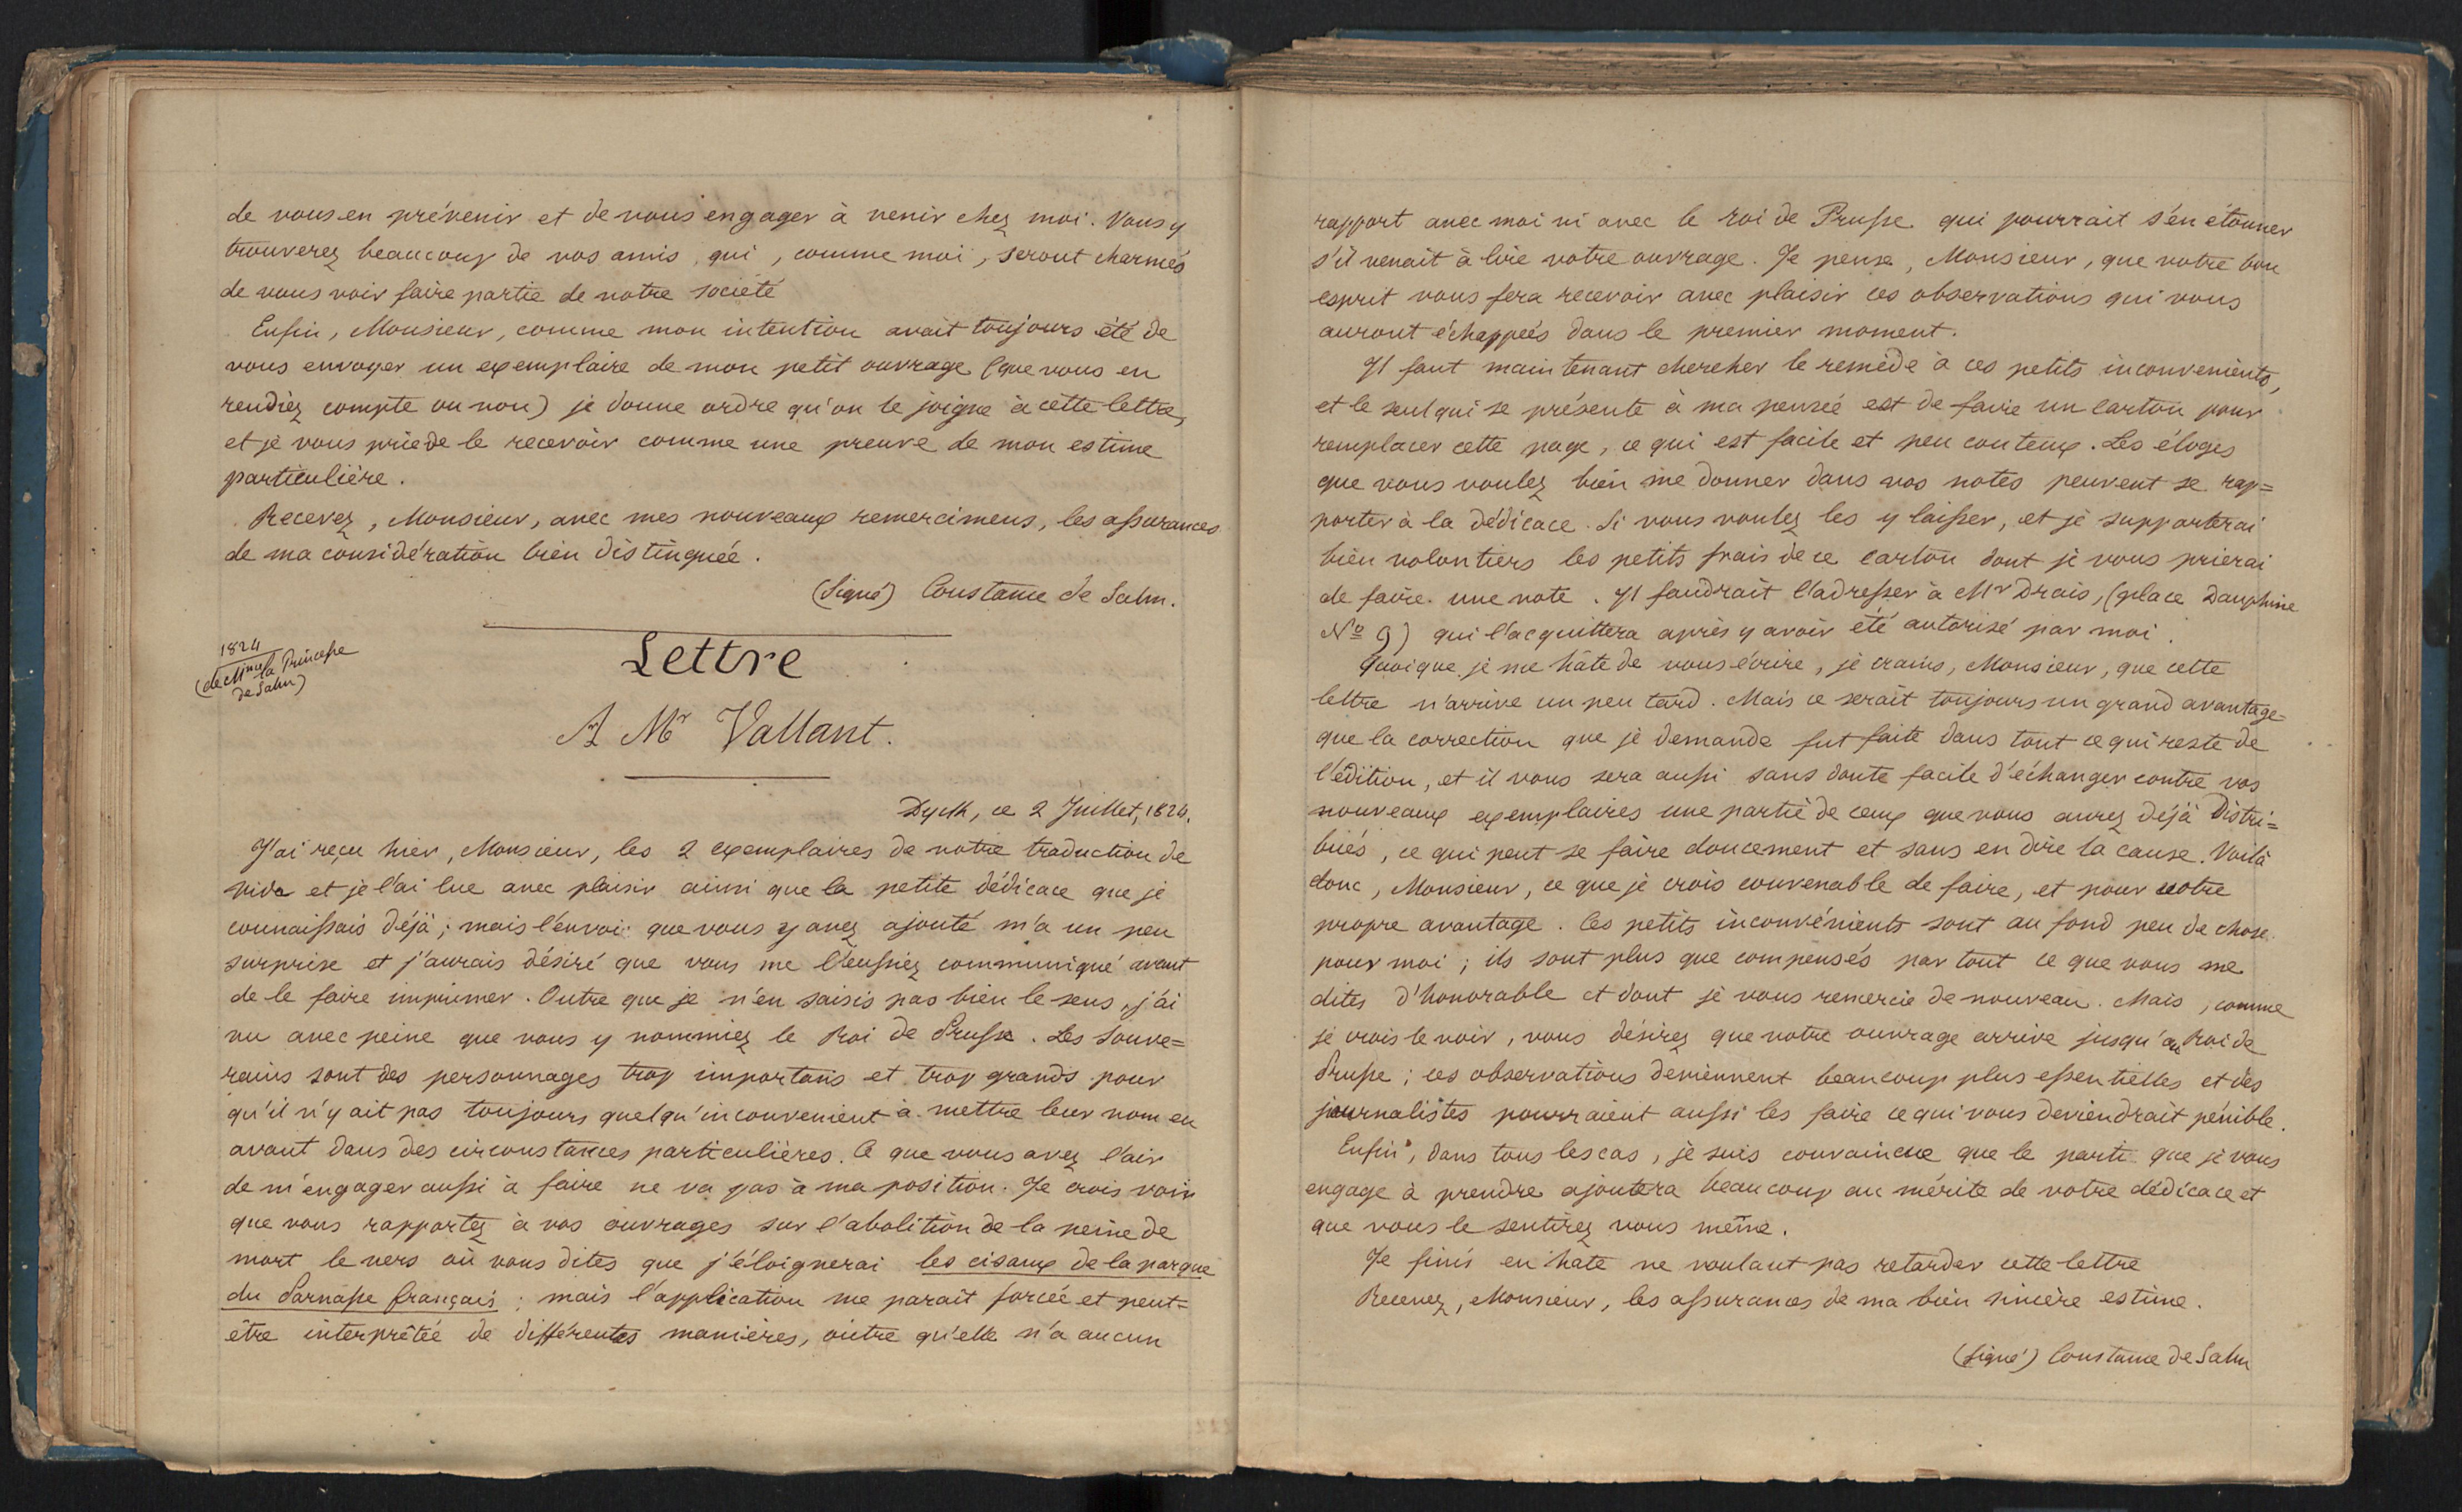 de vous en prévenir et de vous engager à venir chez moi. Vous y
trouverez beaucoup de vos amis qui, comme moi, seront charmés
de vous voir faire partie de notre société
Enfin, Monsieur, comme mon intention avait toujours été de
vous envoyer un exemplaire de mon petit ouvrage (que vous en
rendiez compte ou non) je donne ordre qu'on le joigne à cette lettre,
et je vous prie de le recevoir comme une preuve de mon estime
particulière.
Recevez, Monsieur, avec mes nouveaux remercimens, les assurances
de ma considération bien distinguée.
(Signé) Constance de Salm.
1824
(de Mme la Princesse
de Salm)
Lettre
A Mr Vallant.
Dyck, ce 2 Juillet, 1824.
J'ai reçu hier, Monsieur, les 2 exemplaires de votre traduction de
Vida et je l'ai lue avec plaisir ainsi que la petite dédicace que je
connaissais déjà; mais l'envoi que vous y avez ajouté m'a un peu
surprise et j'aurais désiré que vous me l'eussiez communiqué avant
de le faire imprimer. Outre que je n'en saisis pas bien le sens, j'ai
vu avec peine que vous y nommiez le Roi de Prusse. Les Souve=
rains sont des personnages trop importans et trop grands pour
qu'il n'y ait pas toujours quelqu'inconvenient à mettre leur nom en
avant dans des circonstances particulières. Ce que vous avez l'air
de m'engager aussi à faire ne va pas à ma position. Je crois voir
que vous rapportez à vos ouvrages sur l'abolition de la peine de
mort le vers où vous dites que j'éloignerai les cisaux de la parque
du Parnasse français; mais l'application me parait forcée et peut=
être interprêtée de différentes manières, outre qu'elle n'a aucun
rapport avec moi ni avec le roi de Prusse qui pourrait s'en étonner
s'il venait à lire votre ouvrage. Je pense, Monsieur, que votre bon
esprit vous fera recevoir avec plaisir ces observations qui vous
auront échappées dans le premier moment.
Il faut maintenant chercher le remède à ces petits inconvenients,
et le seul qui se présente à ma pensée est de faire un carton pour
remplacer cette page, ce qui est facile et peu couteux. Les éloges
que vous voulez bien me donner dans vos notes peuvent se rap=
porter à la dédicace. Si vous voulez les y laisser, et je supporterai
bien volontiers les petits frais de ce carton dont je vous prierai
de faire une note. Il faudrait l'adresser à Mr Drais, (place Dauphine
No 9) qui l'acquittera après y avoir été autorisé par moi.
Quoique je me hâte de vous écrire, je crains, Monsieur, que cette
lettre n'arrive un peu tard. Mais ce serait toujours un grand avantage
que la correction que je demande fut faite dans tout ce qui reste de
l'édition, et il vous sera aussi sans doute facile d'échanger contre vos
nouveaux exemplaires une partie de ceux que vous aurez déjà distri=
bués, ce qui peut se faire doucement et sans en dire la cause. Voilà
donc, Monsieur, ce que je crois convenable de faire, et pour votre
propre avantage. Ces petits inconvénients sont au fond peu de chose
pour moi; ils sont plus que compensés par tout ce que vous me
dites d'honorable et dont je vous remercie de nouveau. Mais, comme
je crois le voir, vous désirez que votre ouvrage arrive jusqu'au Roi de
Prusse; ces observations deviennent beaucoup plus essentielles et des
journalistes pourraient aussi les faire ce qui vous deviendrait pénible.
Enfin, dans tous les cas, je suis convaincue que le parti que je vous
engage à prendre ajoutera beaucoup au mérite de votre dédicace et
que vous le sentirez vous même.
Je finis en hâte ne voulant pas retarder cette lettre
Recevez, Monsieur, les assurances de ma bien sincère estime.
(Signé) Constance de Salm